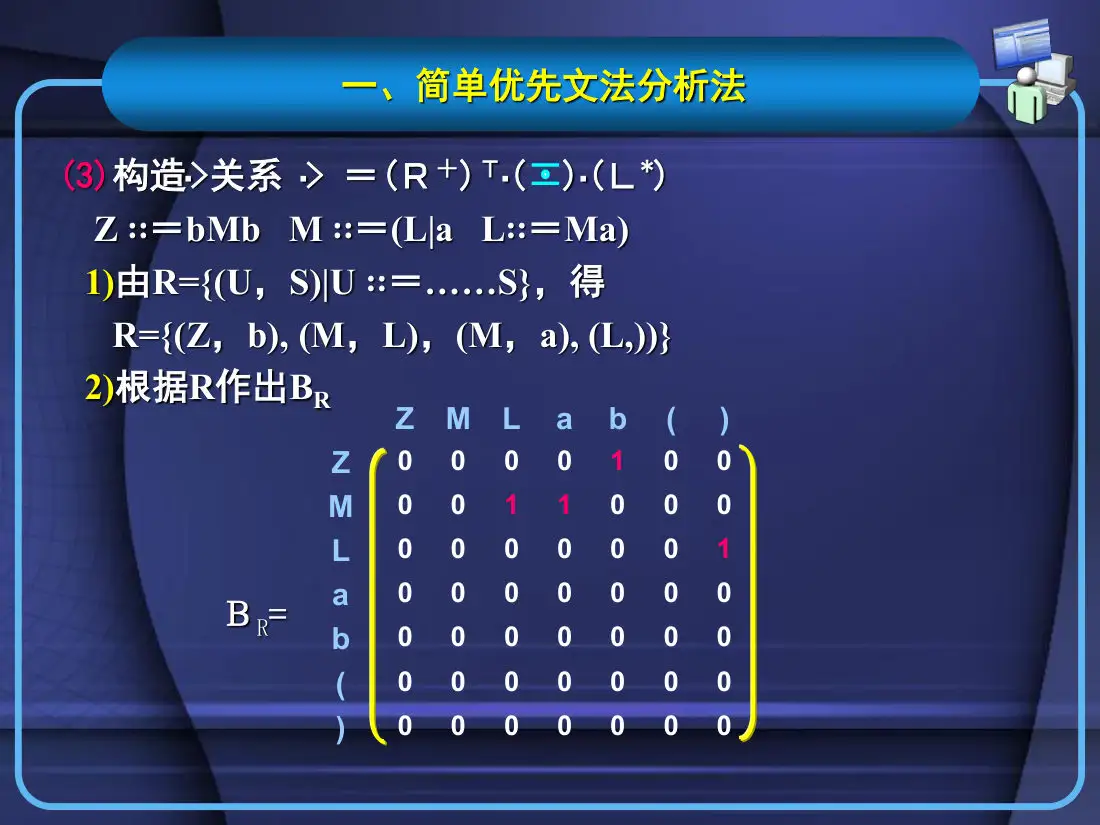 一、简单优先文法分析法
(3)构造·>关系 ·> ＝(R＋)T·(≖)·(L*)
Z ::＝bMb M ::＝(L|a L::＝Ma)
1)由R={(U，S)|U ::＝……S}，得
R={(Z，b), (M，L)，(M，a), (L,))}
2)根据R作出BR
Z M L a b ( )
Z 0 0 0 0 1 0 0
M 0 0 1 1 0 0 0
L 0 0 0 0 0 0 1
a 0 0 0 0 0 0 0
BR=
b 0 0 0 0 0 0 0
( 0 0 0 0 0 0 0
) 0 0 0 0 0 0 0